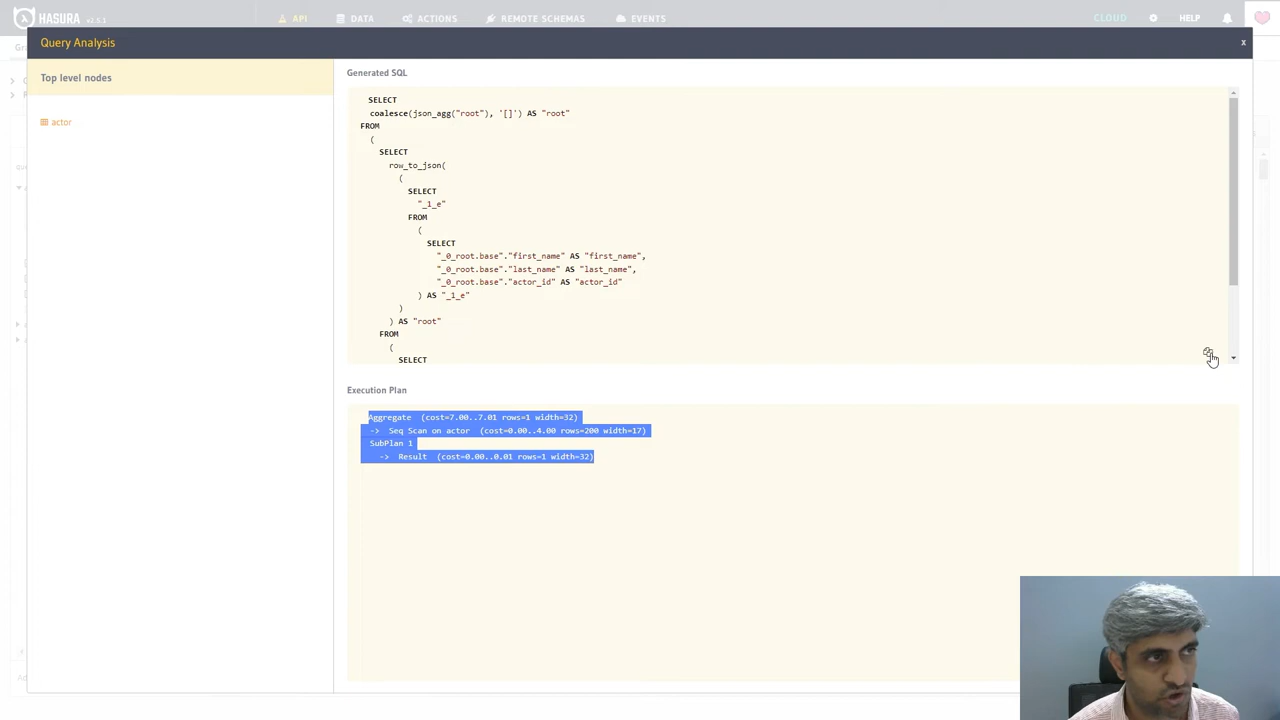 HASURA v2.0.1
API
DATA
ACTIONS
REMOTE SCHEMAS
EVENTS
CLOUD
HELP
Query Analysis
x
Top level nodes
actor
Generated SQL
SELECT
coalesce(json_agg("root"), '[]') AS "root"
FROM
(
SELECT
row_to_json(
(
SELECT
"_1_e"
FROM
(
SELECT
"_0_root.base"."first_name" AS "first_name",
"_0_root.base"."last_name" AS "last_name",
"_0_root.base"."actor_id" AS "actor_id"
) AS "_1_e"
)
) AS "root"
FROM
(
SELECT
Execution Plan
Aggregate (cost=7.00..7.01 rows=1 width=32)
-> Seq Scan on actor (cost=0.00..4.00 rows=200 width=17)
SubPlan 1
-> Result (cost=0.00..0.01 rows=1 width=32)